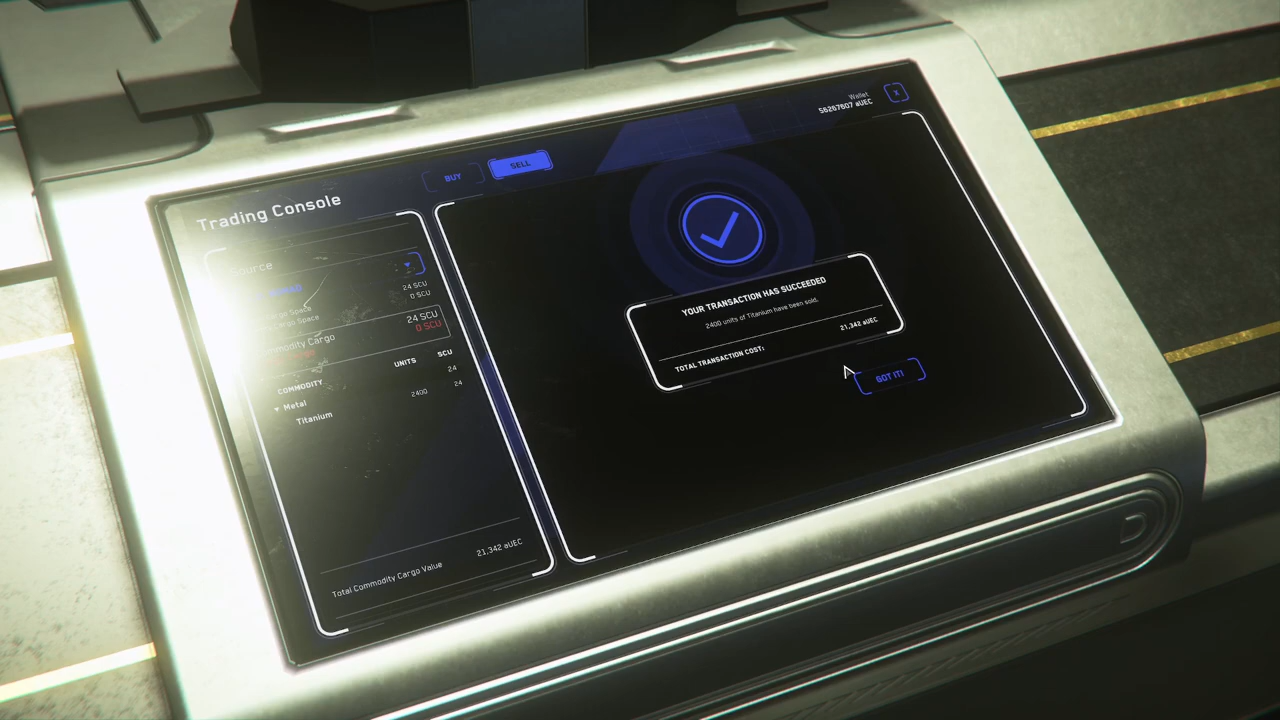 Wallet
56267607 aUEC
X
BUY
SELL
Trading Console
Source
24 SCU
0 SCU
Cargo Space
24 SCU
Cargo
0 SCU
UNITS SCU
COMMODITY 24
Metal 2400 24
Titanium
Total Commodity Cargo Value 21,342 aUEC
YOUR TRANSACTION HAS SUCCEEDED
2400 units of Titanium have been sold.
TOTAL TRANSACTION COST: 21,342 aUEC
GOT IT!